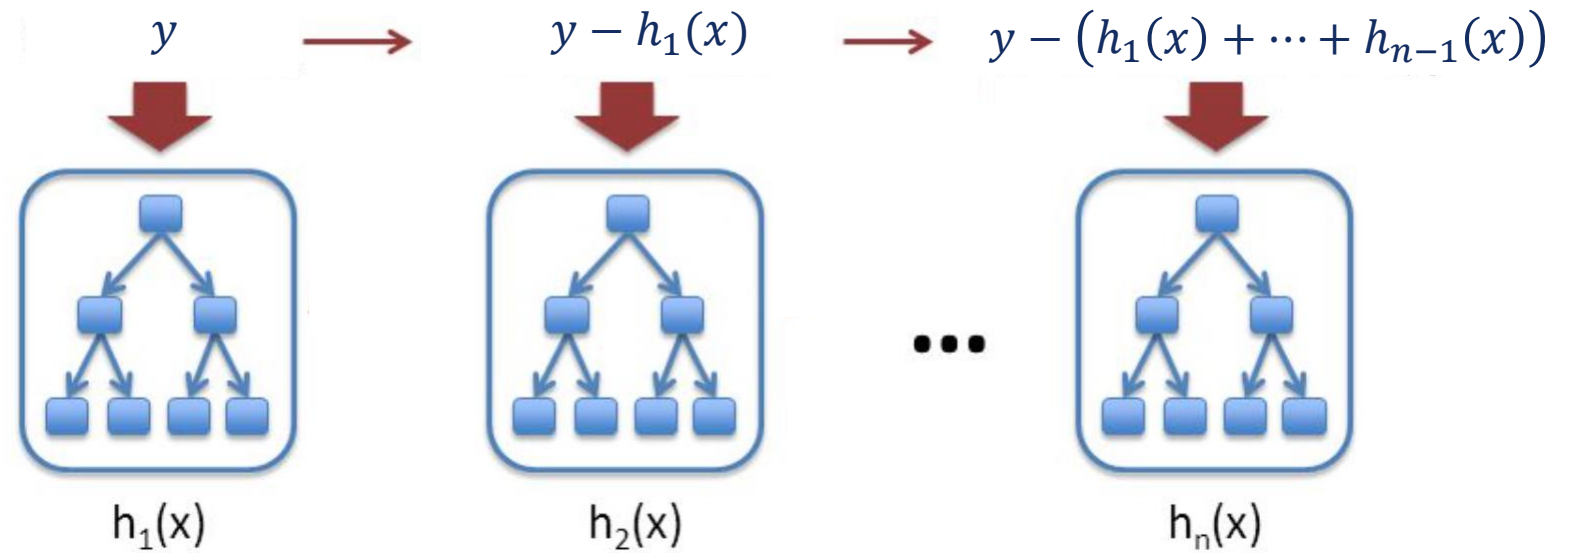 y → y − h₁(x) → y − (h₁(x) + ⋯ + hₙ₋₁(x))
...
h₁(x) h₂(x) hₙ(x)